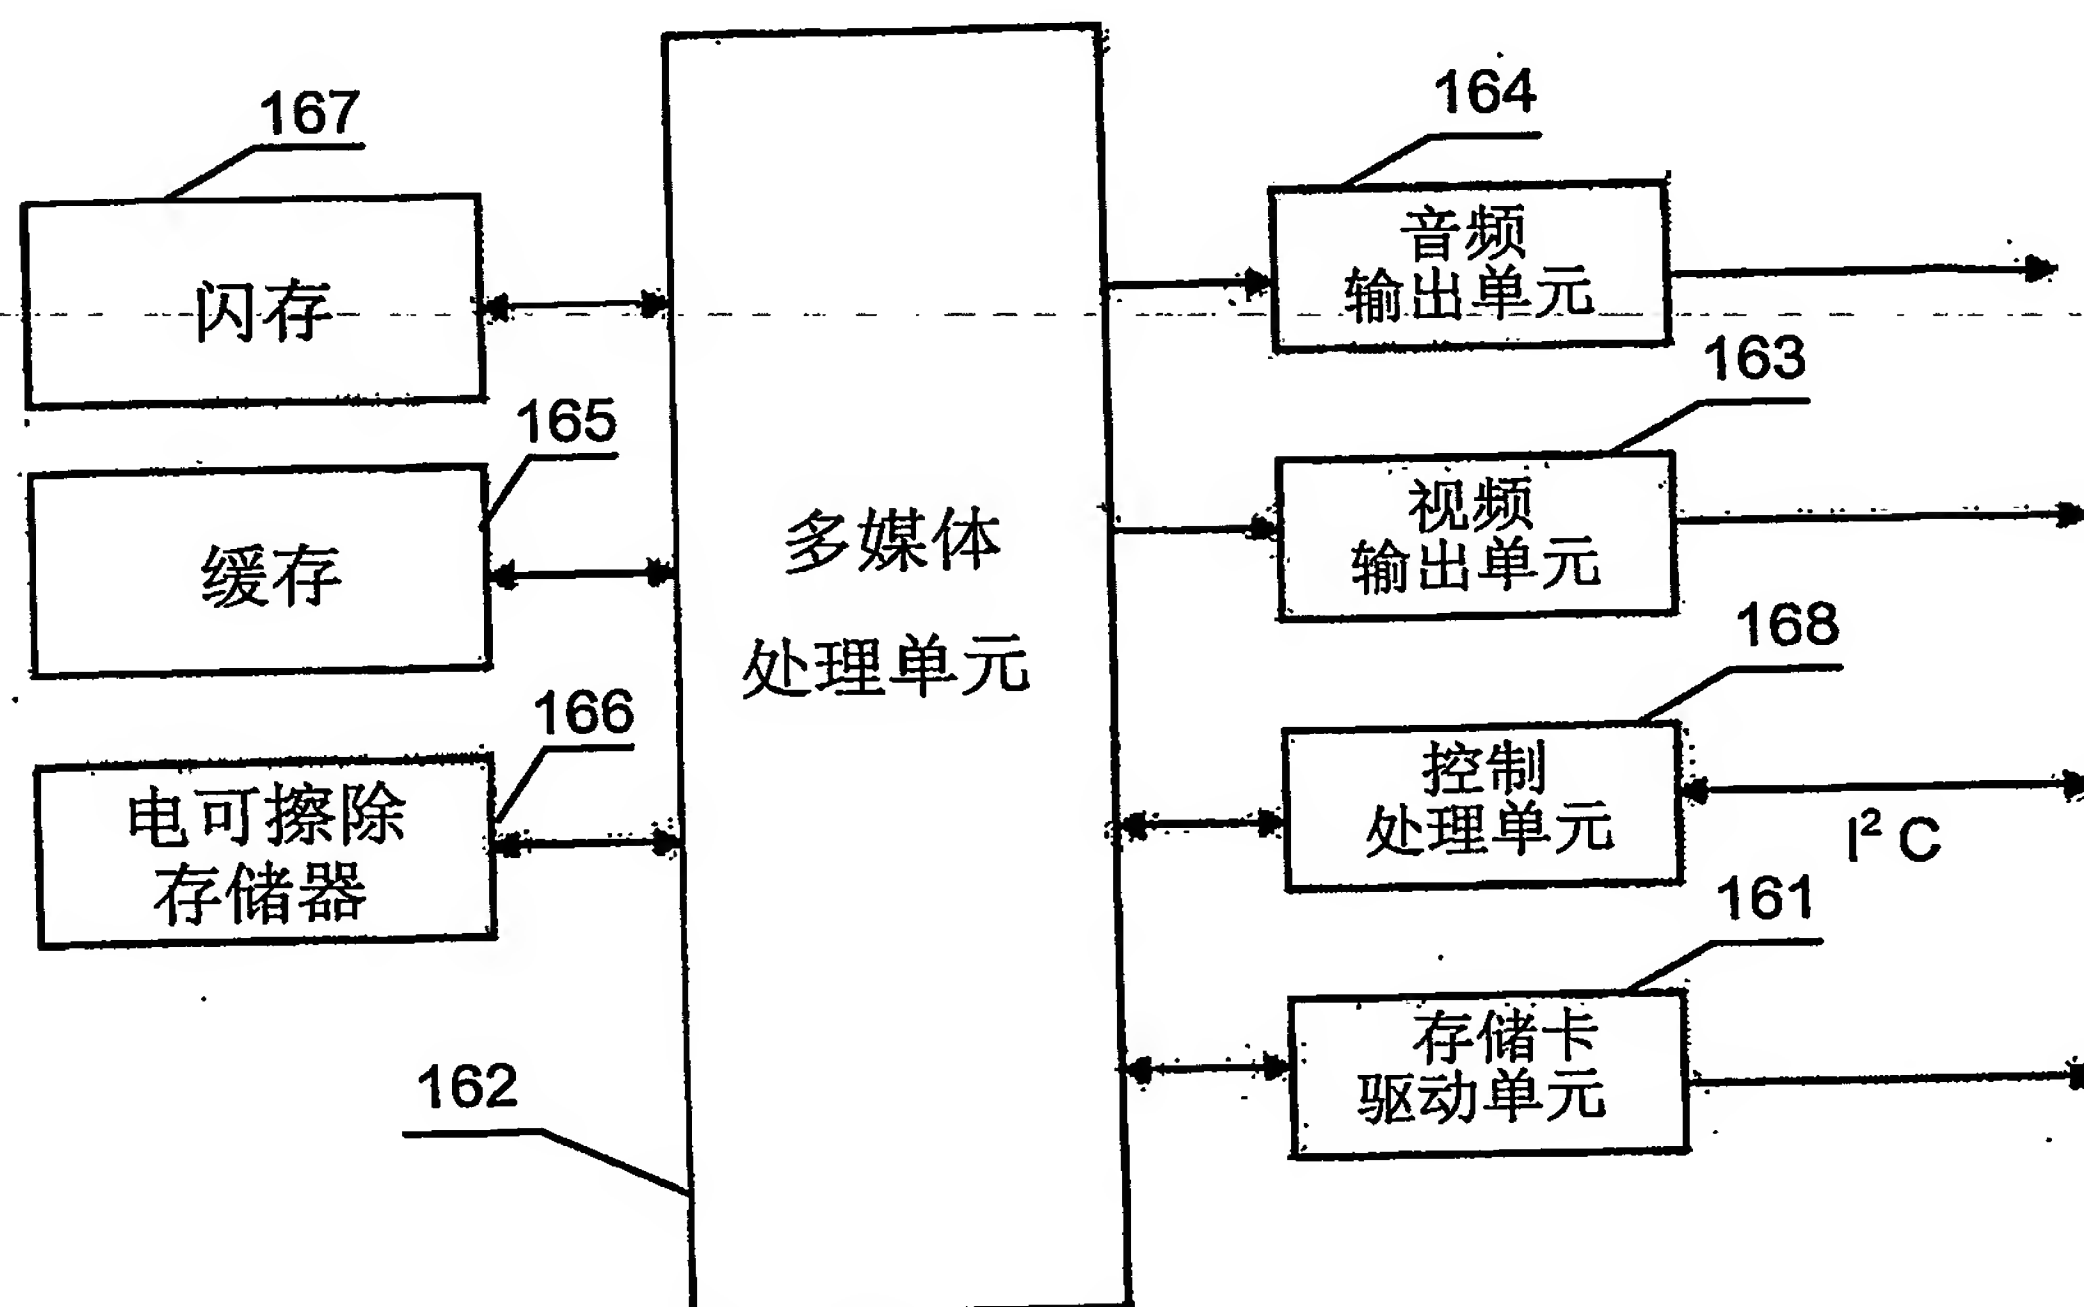 167
闪存
165
缓存
166
电可擦除
存储器
162
多媒体
处理单元
164
音频
输出单元
163
视频
输出单元
168
控制
处理单元
I² C
161
存储卡
驱动单元